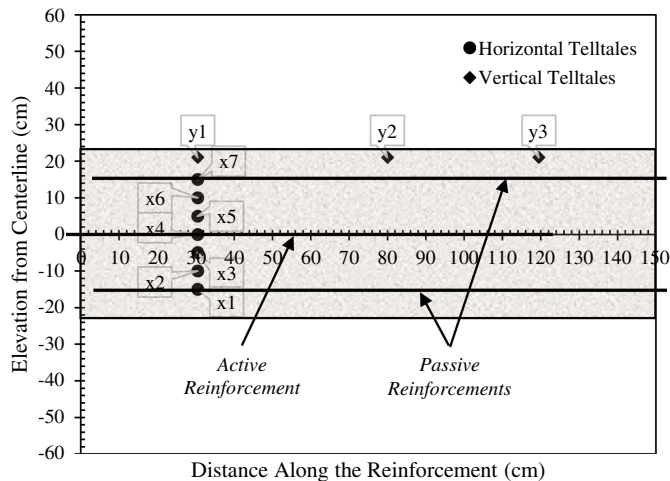 60
50
40
30
20
10
0
-10
-20
-30
-40
-50
-60
Elevation from Centerline (cm)
Horizontal Telltales
Vertical Telltales
y1
y2
y3
x7
x6
x5
x4
x3
x2
x1
0 10 20 30 40 50 60 70 80 90 100 110 120 130 140 150
Active
Reinforcement
Passive
Reinforcements
Distance Along the Reinforcement (cm)